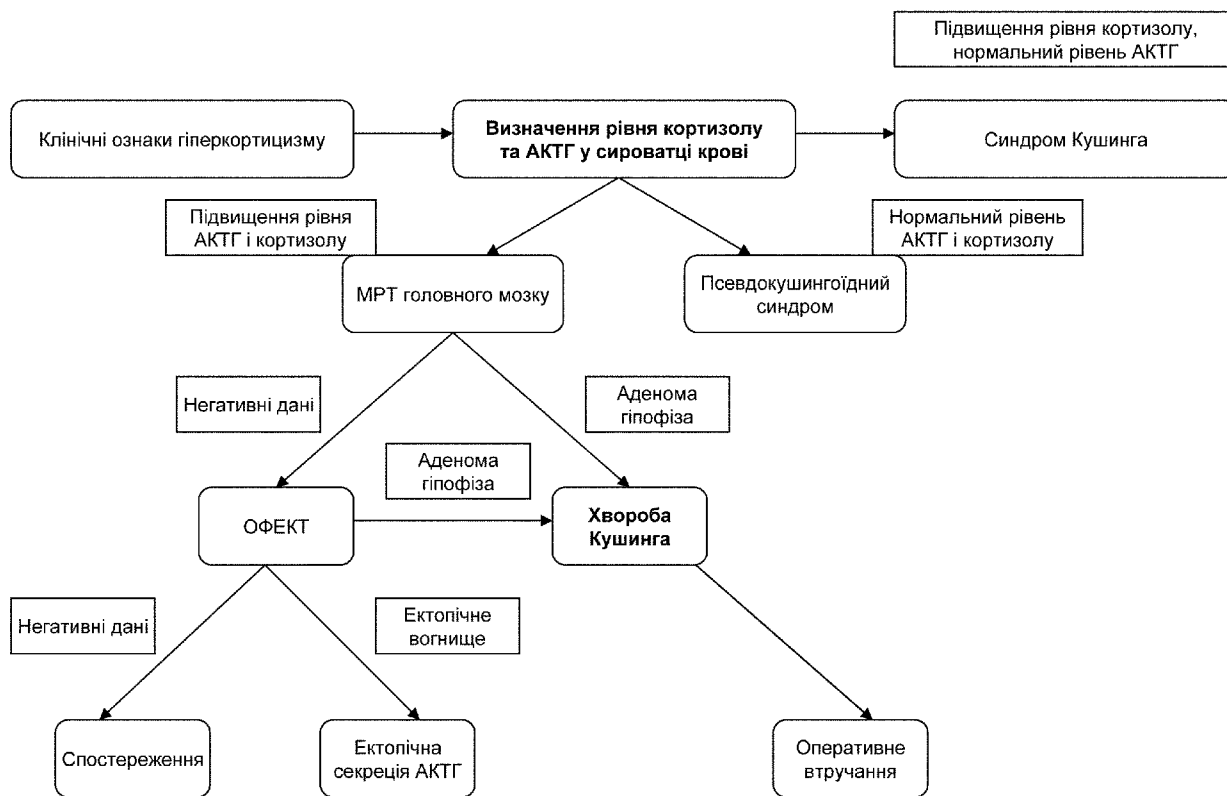 Підвищення рівня кортизолу,
нормальний рівень АКТГ
Клінічні ознаки гіперкортицизму
Визначення рівня кортизолу
та АКТГ у сироватці крові
Синдром Кушинга
Підвищення рівня
АКТГ і кортизолу
Нормальний рівень
АКТГ і кортизолу
МРТ головного мозку
Псевдокушингоїдний
синдром
Негативні дані
Аденома
гіпофіза
Аденома
гіпофіза
ОФЕКТ
Хвороба
Кушинга
Негативні дані
Ектопічне
вогнище
Спостереження
Ектопічна
секреція АКТГ
Оперативне
втручання